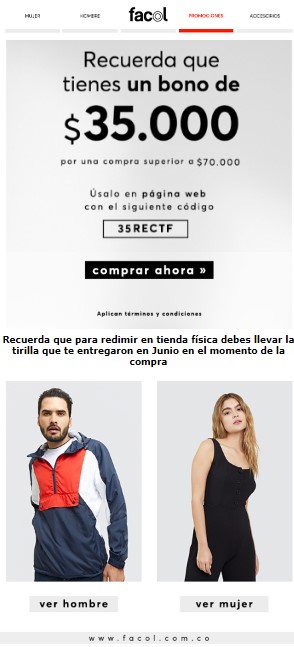 MUJER HOMBRE facol PROMOCIONES ACCESORIOS
Recuerda que
tienes un bono de
$35.000
por una compra superior a $70.000
Úsalo en página web
con el siguiente código
35RECTF
comprar ahora »
Aplican términos y condiciones
Recuerda que para redimir en tienda física debes llevar la
tirilla que te entregaron en Junio en el momento de la
compra
ver hombre ver mujer
www.facol.com.co